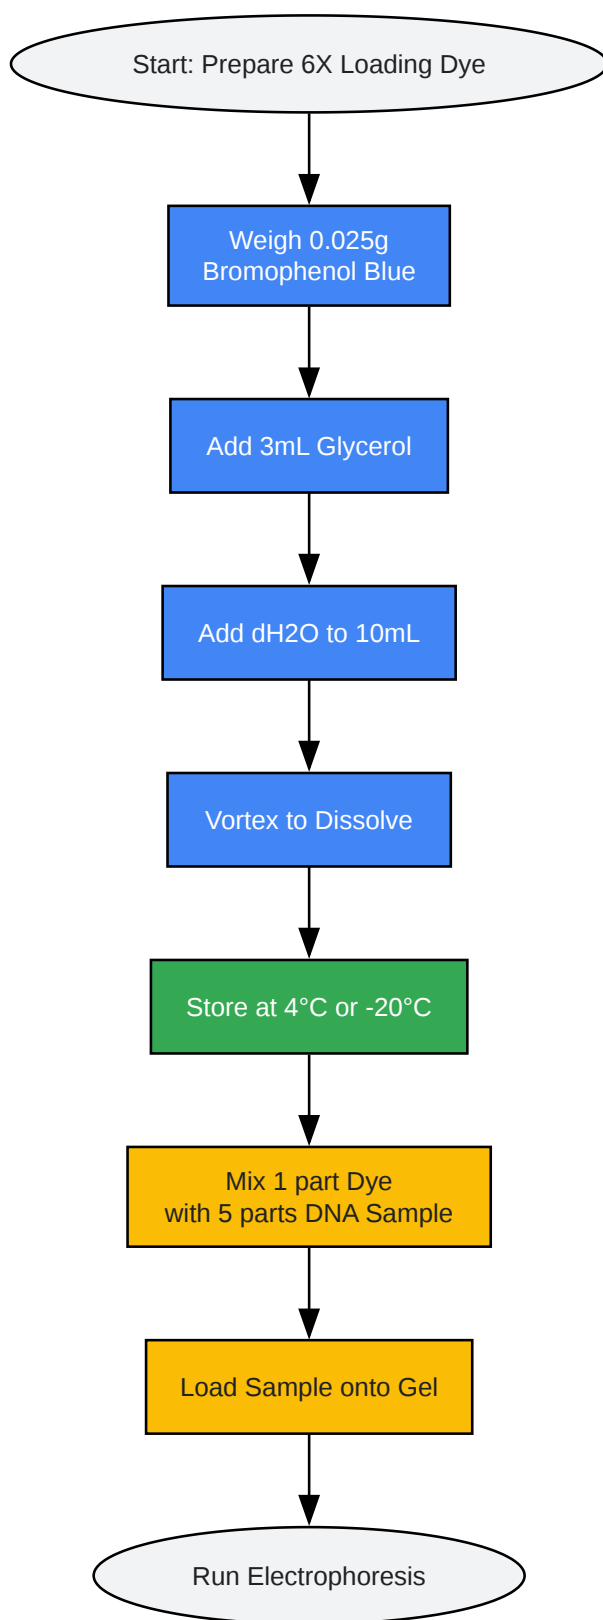 Start: Prepare 6X Loading Dye
Weigh 0.025g
Bromophenol Blue
Add 3mL Glycerol
Add dH2O to 10mL
Vortex to Dissolve
Store at 4°C or -20°C
Mix 1 part Dye
with 5 parts DNA Sample
Load Sample onto Gel
Run Electrophoresis